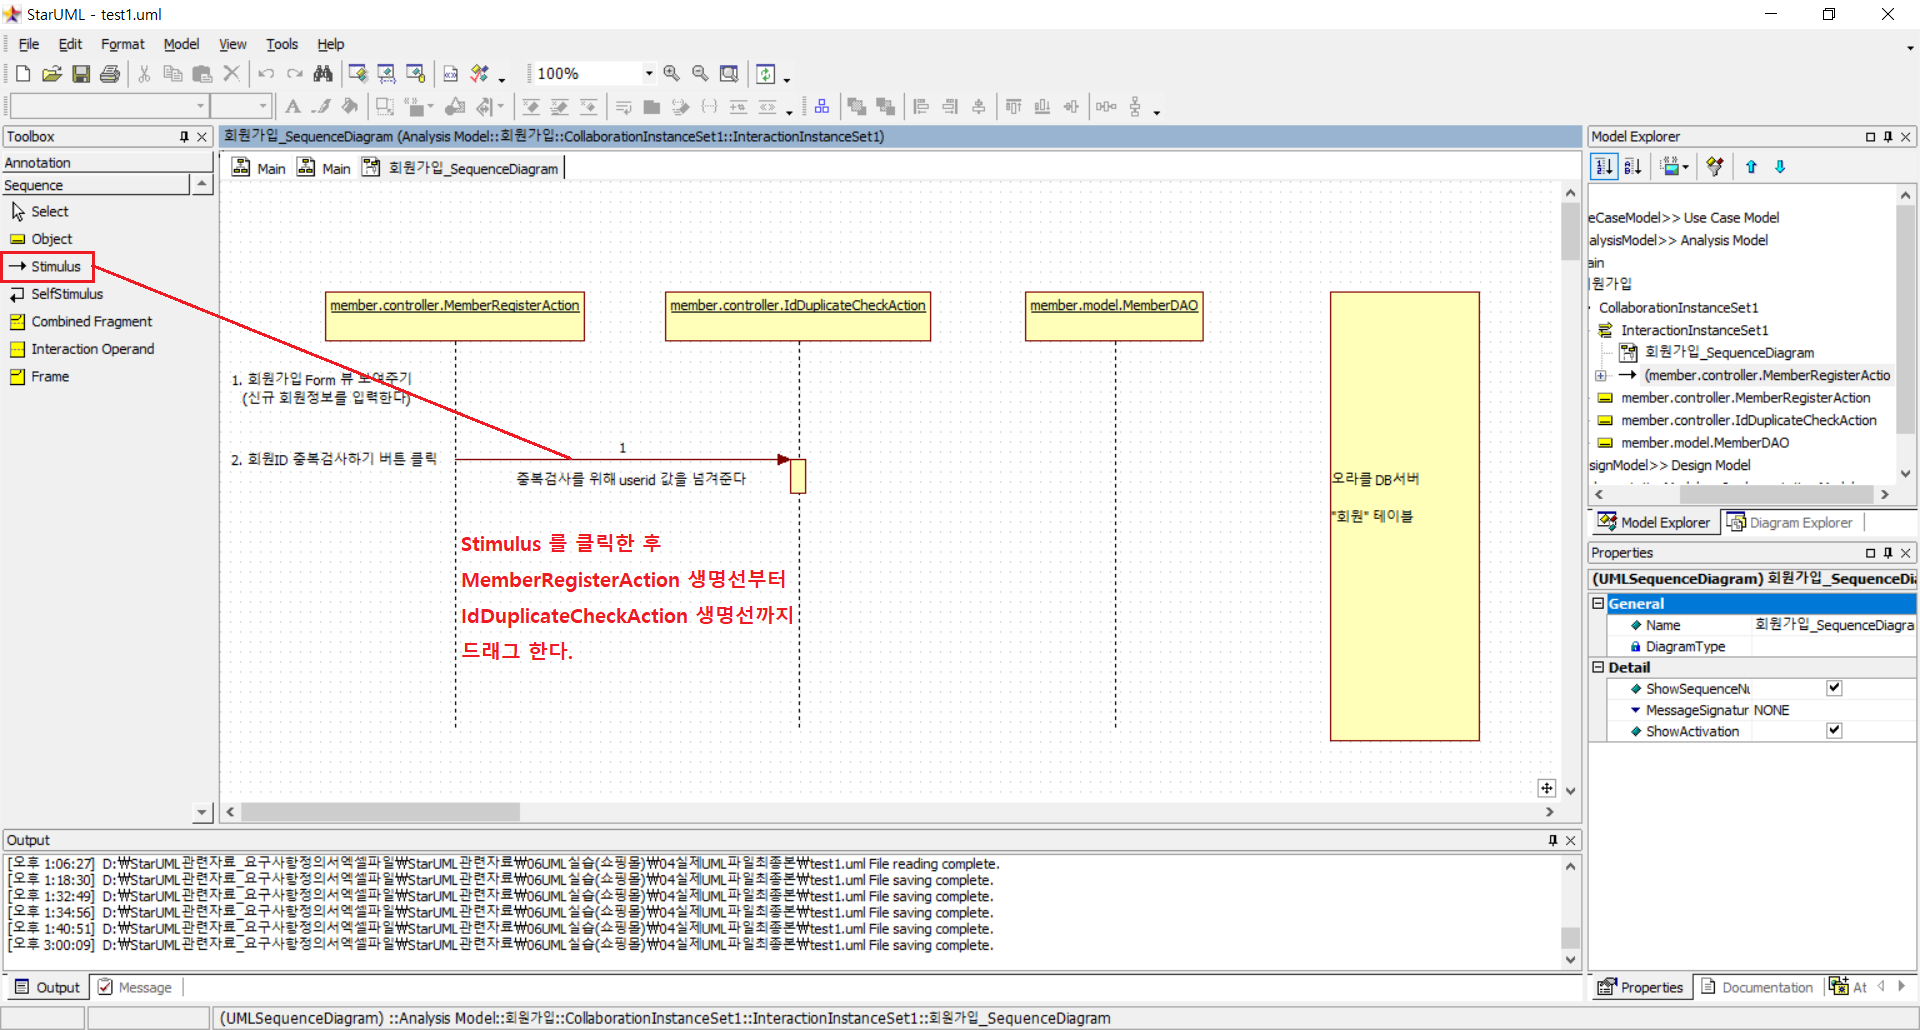 StarUML - test1.uml
File Edit Format Model View Tools Help
100%
Toolbox
Annotation
Sequence
Select
Object
Stimulus
SelfStimulus
Combined Fragment
Interaction Operand
Frame
회원가입_SequenceDiagram (Analysis Model::회원가입::CollaborationInstanceSet1::InteractionInstanceSet1)
Main Main 회원가입_SequenceDiagram
member.controller.MemberRegisterAction
member.controller.IdDuplicateCheckAction
member.model.MemberDAO
1. 회원가입 Form 뷰 보여주기
(신규 회원정보를 입력한다)
2. 회원ID 중복검사하기 버튼 클릭
1
중복검사를 위해 userid 값을 넘겨준다
오라클 DB서버
"회원" 테이블
Stimulus 를 클릭한 후
MemberRegisterAction 생명선부터
IdDuplicateCheckAction 생명선까지
드래그 한다.
Model Explorer
eCaseModel>> Use Case Model
alysisModel>> Analysis Model
ain
회원가입
CollaborationInstanceSet1
InteractionInstanceSet1
회원가입_SequenceDiagram
(member.controller.MemberRegisterActio
member.controller.MemberRegisterAction
member.controller.IdDuplicateCheckAction
member.model.MemberDAO
signModel>> Design Model
Model Explorer Diagram Explorer
Properties
(UMLSequenceDiagram) 회원가입_SequenceDia
General
Name 회원가입_SequenceDiagra
DiagramType
Detail
ShowSequenceNu
MessageSignatur NONE
ShowActivation
Properties Documentation At
Output
[오후 1:06:27] D:₩StarUML관련자료_요구사항정의서엑셀파일₩StarUML관련자료₩06UML실습(쇼핑몰)₩04실제UML파일최종본₩test1.uml File reading complete.
[오후 1:18:30] D:₩StarUML관련자료_요구사항정의서엑셀파일₩StarUML관련자료₩06UML실습(쇼핑몰)₩04실제UML파일최종본₩test1.uml File saving complete.
[오후 1:32:49] D:₩StarUML관련자료_요구사항정의서엑셀파일₩StarUML관련자료₩06UML실습(쇼핑몰)₩04실제UML파일최종본₩test1.uml File saving complete.
[오후 1:34:56] D:₩StarUML관련자료_요구사항정의서엑셀파일₩StarUML관련자료₩06UML실습(쇼핑몰)₩04실제UML파일최종본₩test1.uml File saving complete.
[오후 1:40:51] D:₩StarUML관련자료_요구사항정의서엑셀파일₩StarUML관련자료₩06UML실습(쇼핑몰)₩04실제UML파일최종본₩test1.uml File saving complete.
[오후 3:00:09] D:₩StarUML관련자료_요구사항정의서엑셀파일₩StarUML관련자료₩06UML실습(쇼핑몰)₩04실제UML파일최종본₩test1.uml File saving complete.
Output Message
(UMLSequenceDiagram) ::Analysis Model::회원가입::CollaborationInstanceSet1::InteractionInstanceSet1::회원가입_SequenceDiagram